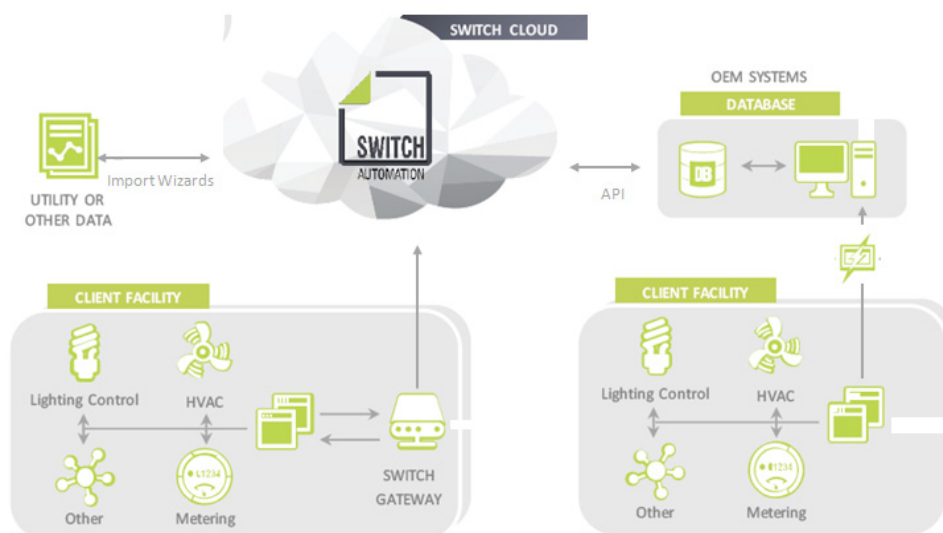 SWITCH CLOUD
SWITCH
AUTOMATION
OEM SYSTEMS
DATABASE
DB
UTILITY OR
OTHER DATA
Import Wizards
API
CLIENT FACILITY
Lighting Control
HVAC
Other
Metering
SWITCH
GATEWAY
CLIENT FACILITY
Lighting Control
HVAC
Other
Metering